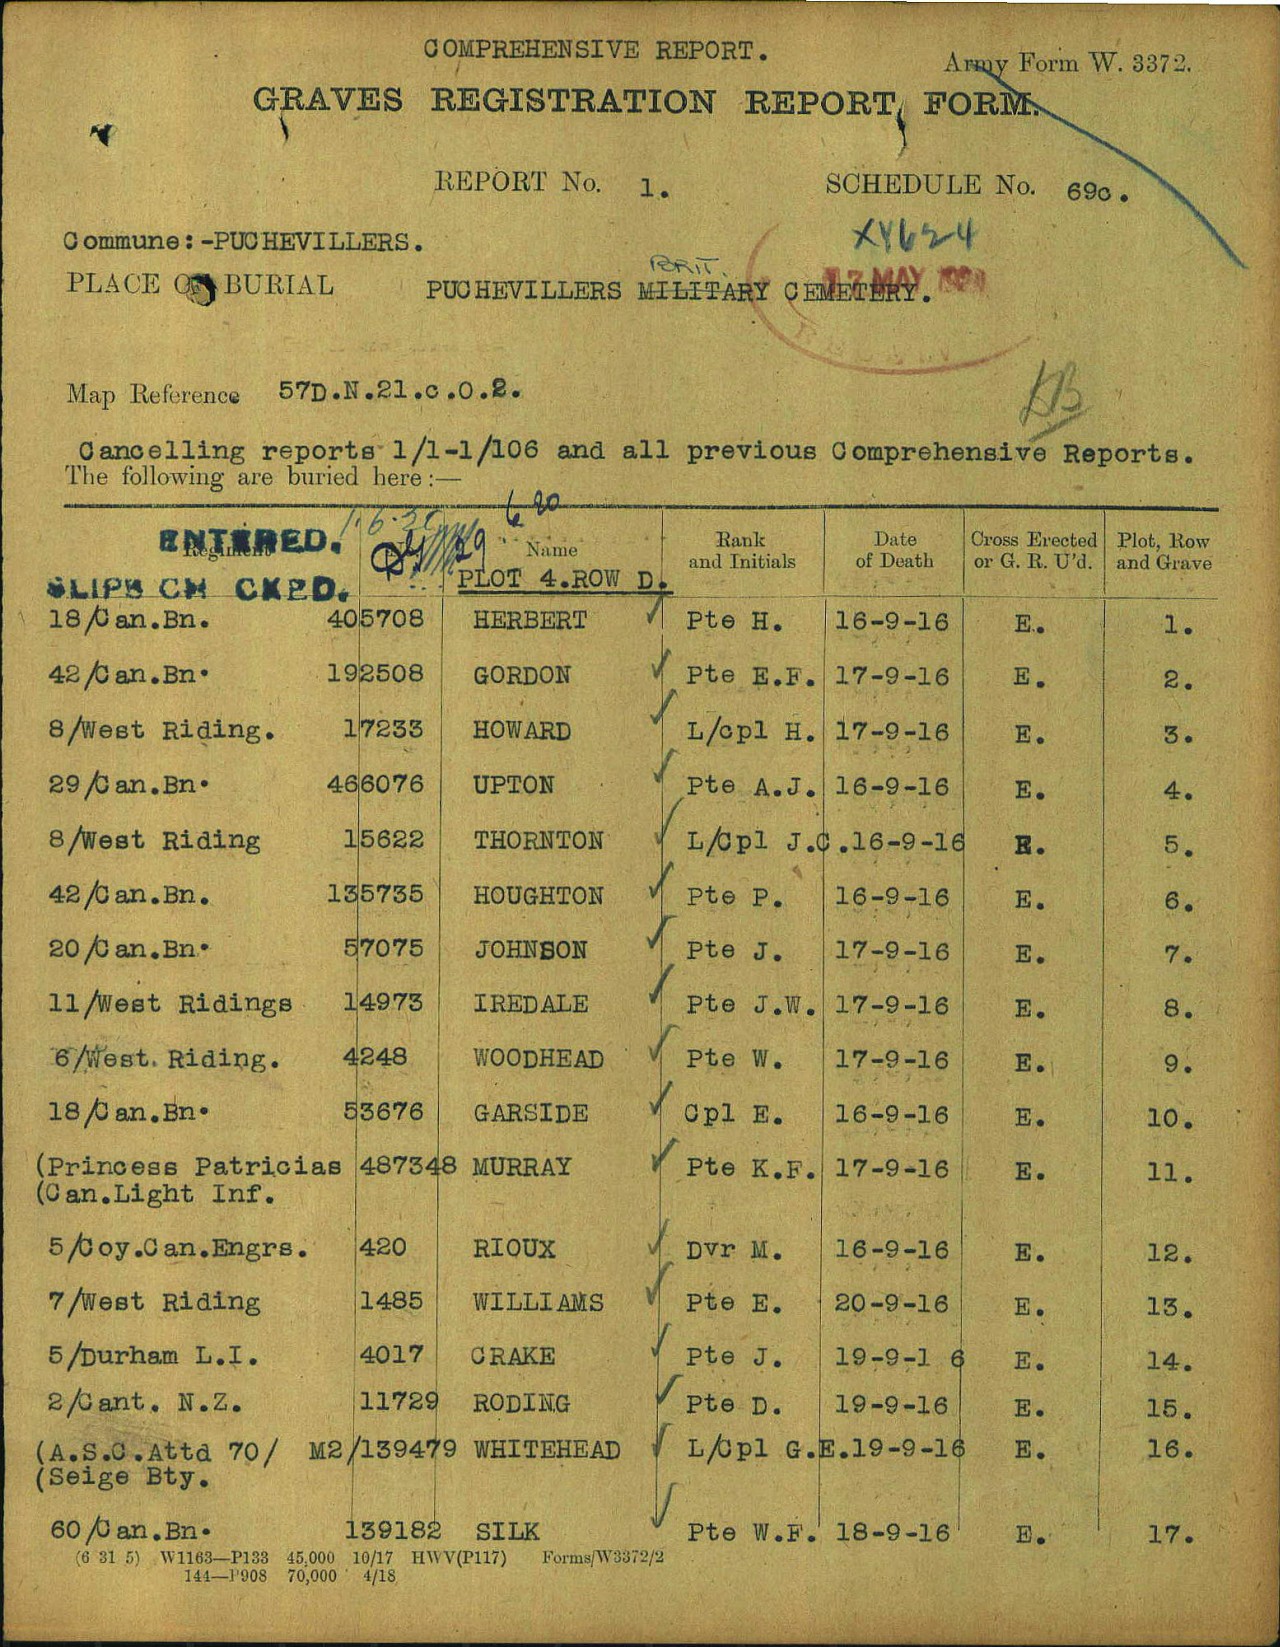 COMPREHENSIVE REPORT.
Army Form W. 3372.
GRAVES REGISTRATION REPORT FORM.
REPORT No. 1. SCHEDULE No. 69c.
XY624
Commune:-PUCHEVILLERS.
BRIT.
PLACE OF BURIAL PUCHEVILLERS MILITARY CEMETERY.
MAY
Map Reference 57D.N.21.c.0.2.
Cancelling reports 1/1-1/106 and all previous Comprehensive Reports.
The following are buried here:—
ENTERED. Regiment Name Rank and Initials Date of Death Cross Erected or G. R. U'd. Plot, Row and Grave
SLIPS CKED. PLOT 4.ROW D.
18/Can.Bn. 405708 HERBERT Pte H. 16-9-16 E. 1.
42/Can.Bn. 192508 GORDON Pte E.F. 17-9-16 E. 2.
8/West Riding. 17233 HOWARD L/cpl H. 17-9-16 E. 3.
29/Can.Bn. 466076 UPTON Pte A.J. 16-9-16 E. 4.
8/West Riding 15622 THORNTON L/Cpl J.C.16-9-16 E. 5.
42/Can.Bn. 135735 HOUGHTON Pte P. 16-9-16 E. 6.
20/Can.Bn. 57075 JOHNSON Pte J. 17-9-16 E. 7.
11/West Ridings 14973 IREDALE Pte J.W. 17-9-16 E. 8.
6/West. Riding. 4248 WOODHEAD Pte W. 17-9-16 E. 9.
18/Can.Bn. 53676 GARSIDE Cpl E. 16-9-16 E. 10.
(Princess Patricias 487348 MURRAY Pte K.F. 17-9-16 E. 11.
(Can.Light Inf.
5/Coy.Can.Engrs. 420 RIOUX Dvr M. 16-9-16 E. 12.
7/West Riding 1485 WILLIAMS Pte E. 20-9-16 E. 13.
5/Durham L.I. 4017 CRAKE Pte J. 19-9-1 6 E. 14.
2/Cant. N.Z. 11729 RODING Pte D. 19-9-16 E. 15.
(A.S.C.Attd 70/ M2/139479 WHITEHEAD L/Cpl G.E.19-9-16 E. 16.
(Seige Bty.
60/Can.Bn. 139182 SILK Pte W.F. 18-9-16 E. 17.
(6 31 5) W1163—P133 45,000 10/17 HWV(P117) Forms/W3372/2
144—P908 70,000 4/18